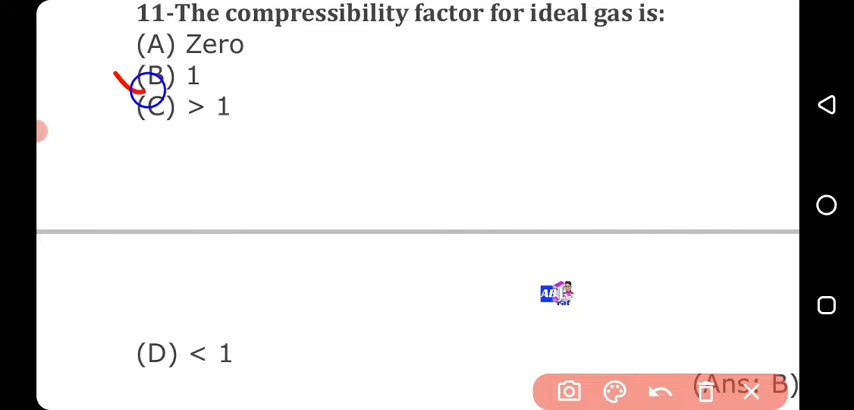 11-The compressibility factor for ideal gas is:
(A) Zero
(B) 1
(C) > 1
(D) < 1
(Ans: B)